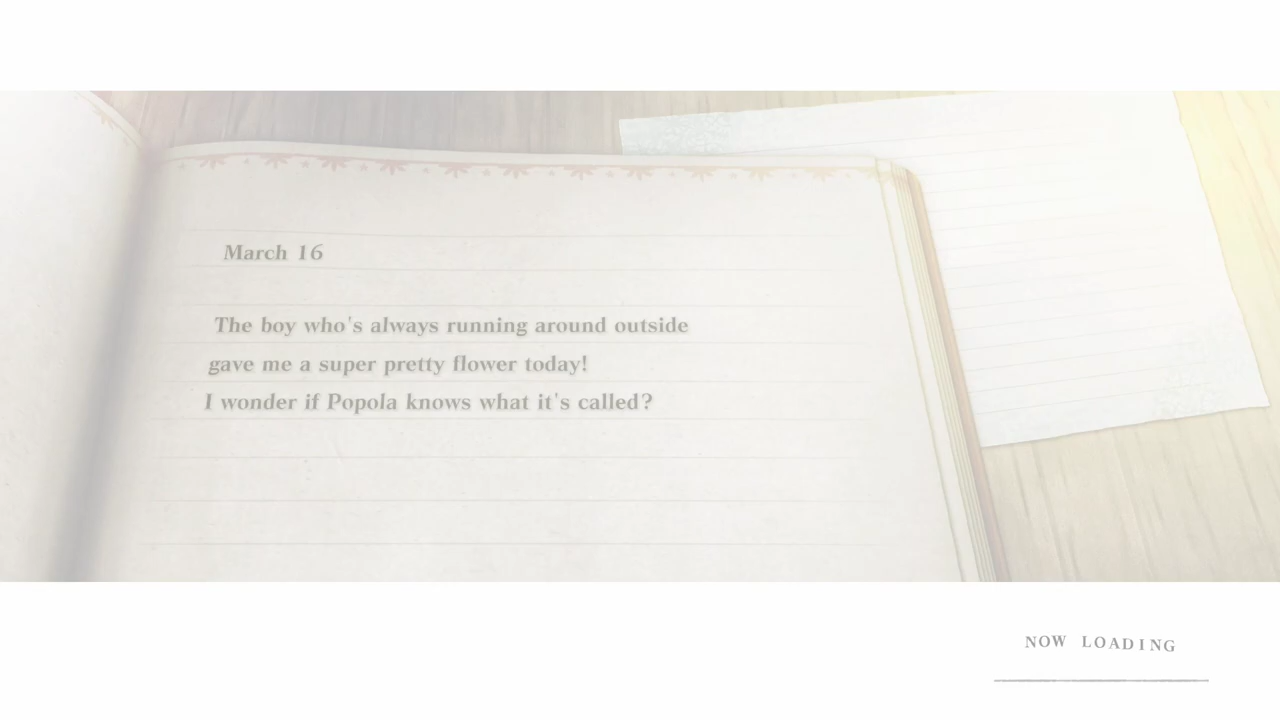 March 16
The boy who's always running around outside
gave me a super pretty flower today!
I wonder if Popola knows what it's called?
NOW LOADING